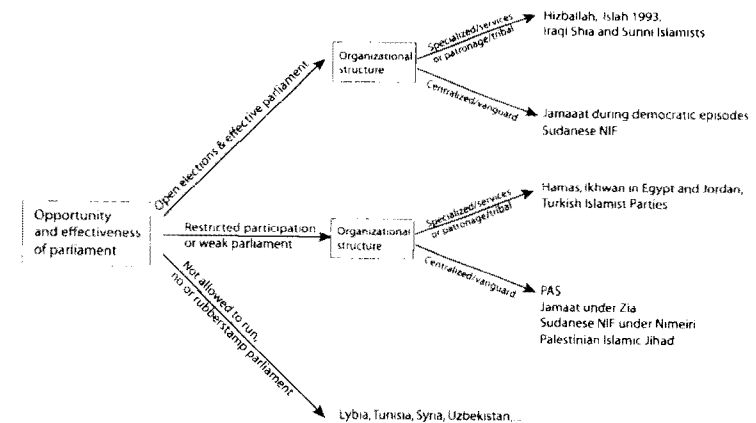 Opportunity
and effectiveness
of parliament
Open elections & effective parliament
Organizational
structure
Specialized/services
or patronage/tribal
Hizballah, Islah 1993,
Iraqi Shia and Sunni Islamists
Centralized/vanguard
Jamaaat during democratic episodes
Sudanese NIF
Restricted participation
or weak parliament
Organizational
structure
Specialized/services
or patronage/tribal
Hamas, Ikhwan in Egypt and Jordan,
Turkish Islamist Parties
Centralized/vanguard
PAS
Jamaat under Zia
Sudanese NIF under Nimeiri
Palestinian Islamic Jihad
Not allowed to run,
no or rubberstamp parliament
Lybia, Tunisia, Syria, Uzbekistan,...